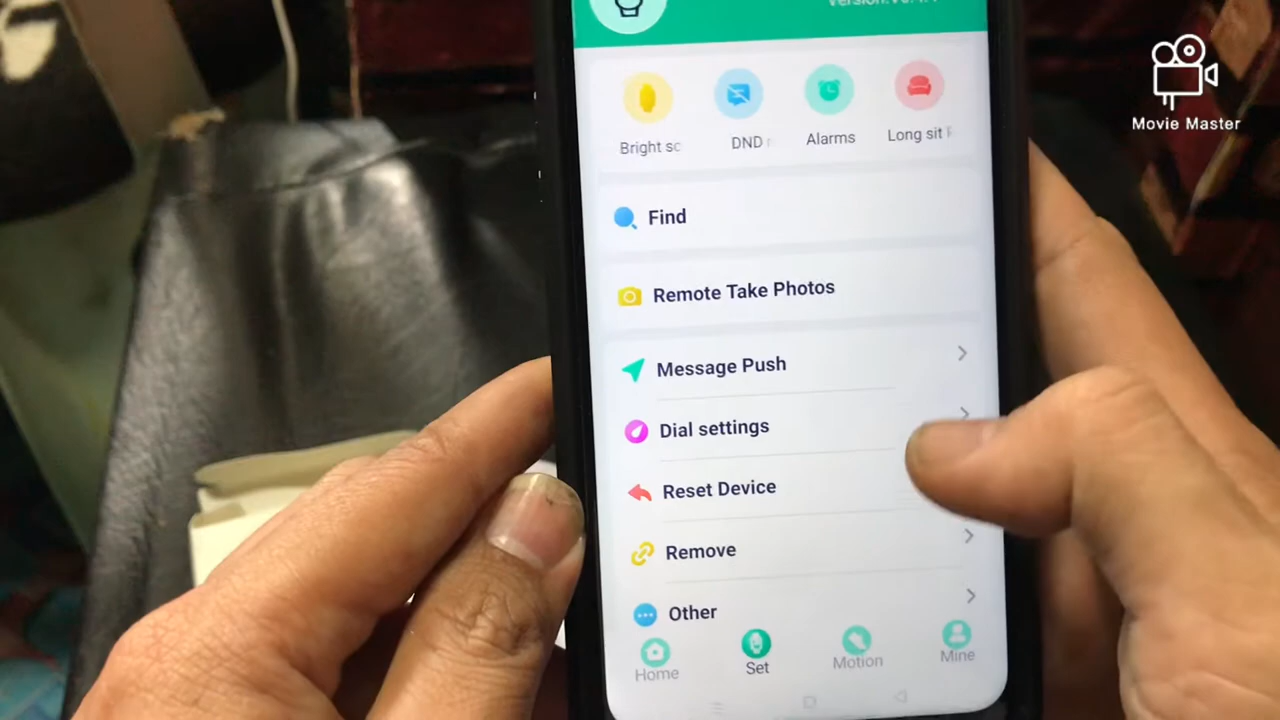 Movie Master
Bright sc
DND
Alarms
Long sit
Find
Remote Take Photos
Message Push
Dial settings
Reset Device
Remove
Other
Home
Set
Motion
Mine